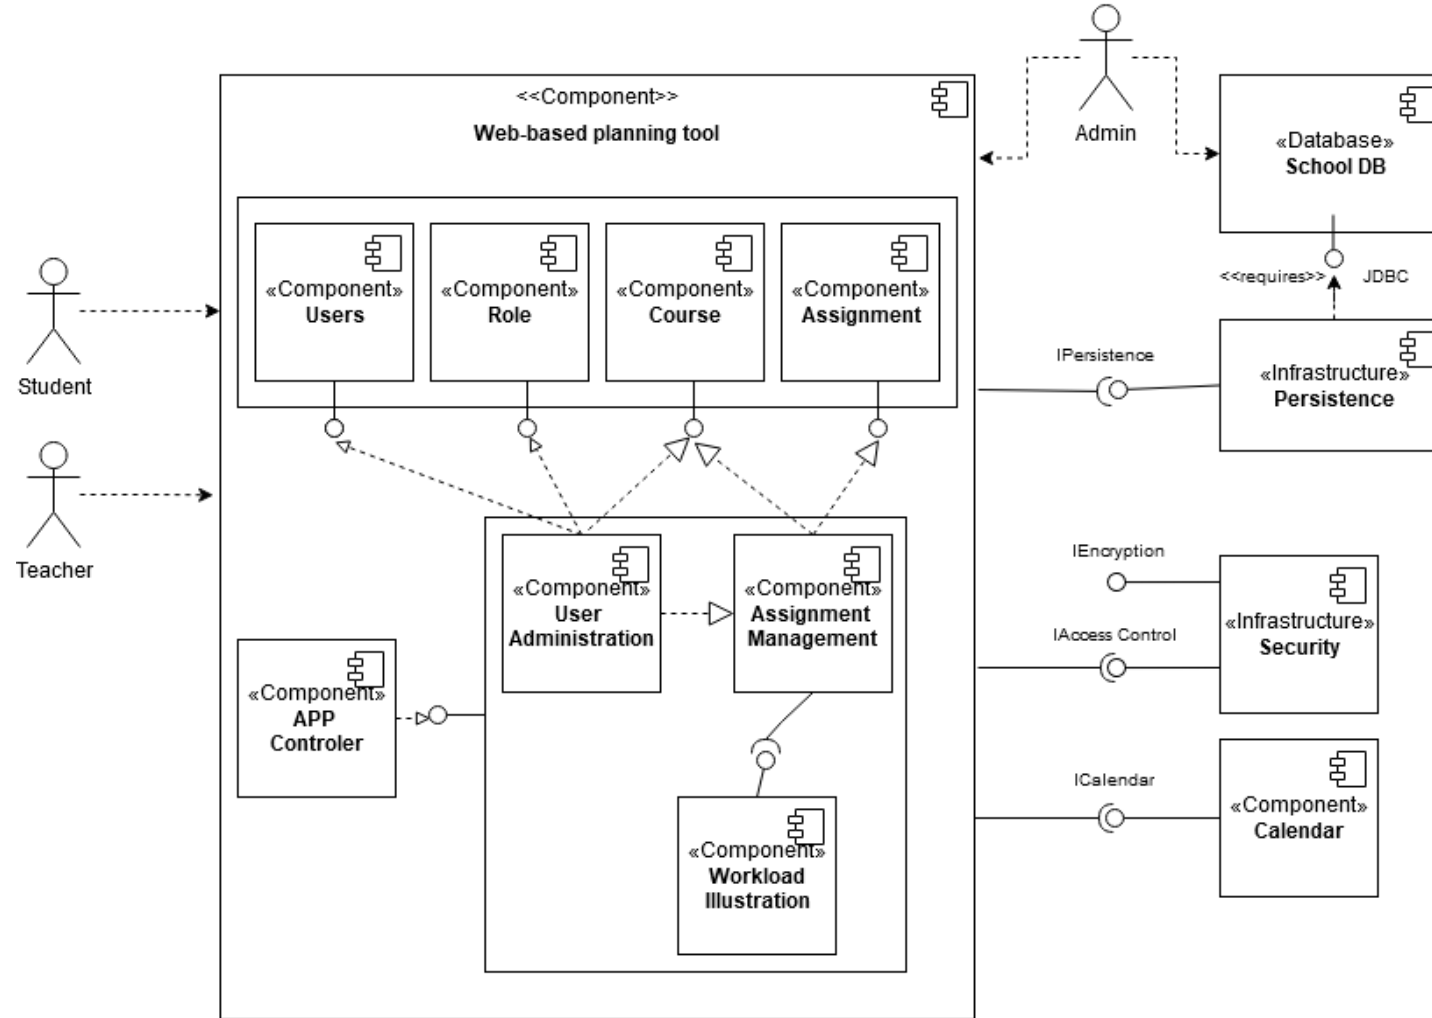 Admin
<<Component>>
Web-based planning tool
«Database»
School DB
<<requires>>
JDBC
Student
Teacher
«Component»
Users
«Component»
Role
«Component»
Course
«Component»
Assignment
IPersistence
«Infrastructure»
Persistence
«Component»
User
Administration
«Component»
Assignment
Management
IEncryption
IAccess Control
«Infrastructure»
Security
«Component»
APP
Controler
«Component»
Workload
Illustration
ICalendar
«Component»
Calendar